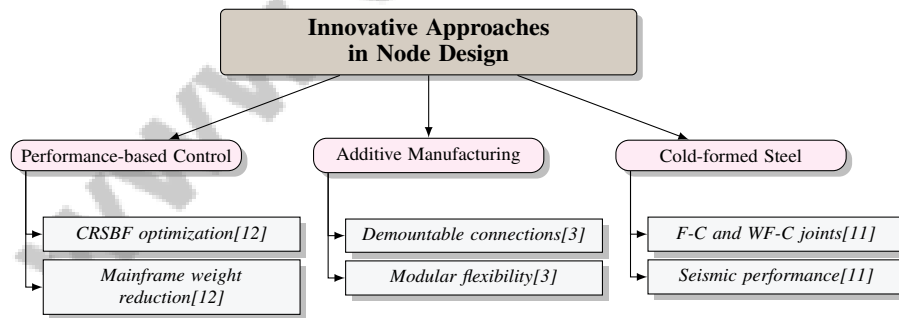 Innovative Approaches
in Node Design
Performance-based Control
Additive Manufacturing
Cold-formed Steel
CRSBF optimization[12]
Demountable connections[3]
F-C and WF-C joints[11]
Mainframe weight
reduction[12]
Modular flexibility[3]
Seismic performance[11]